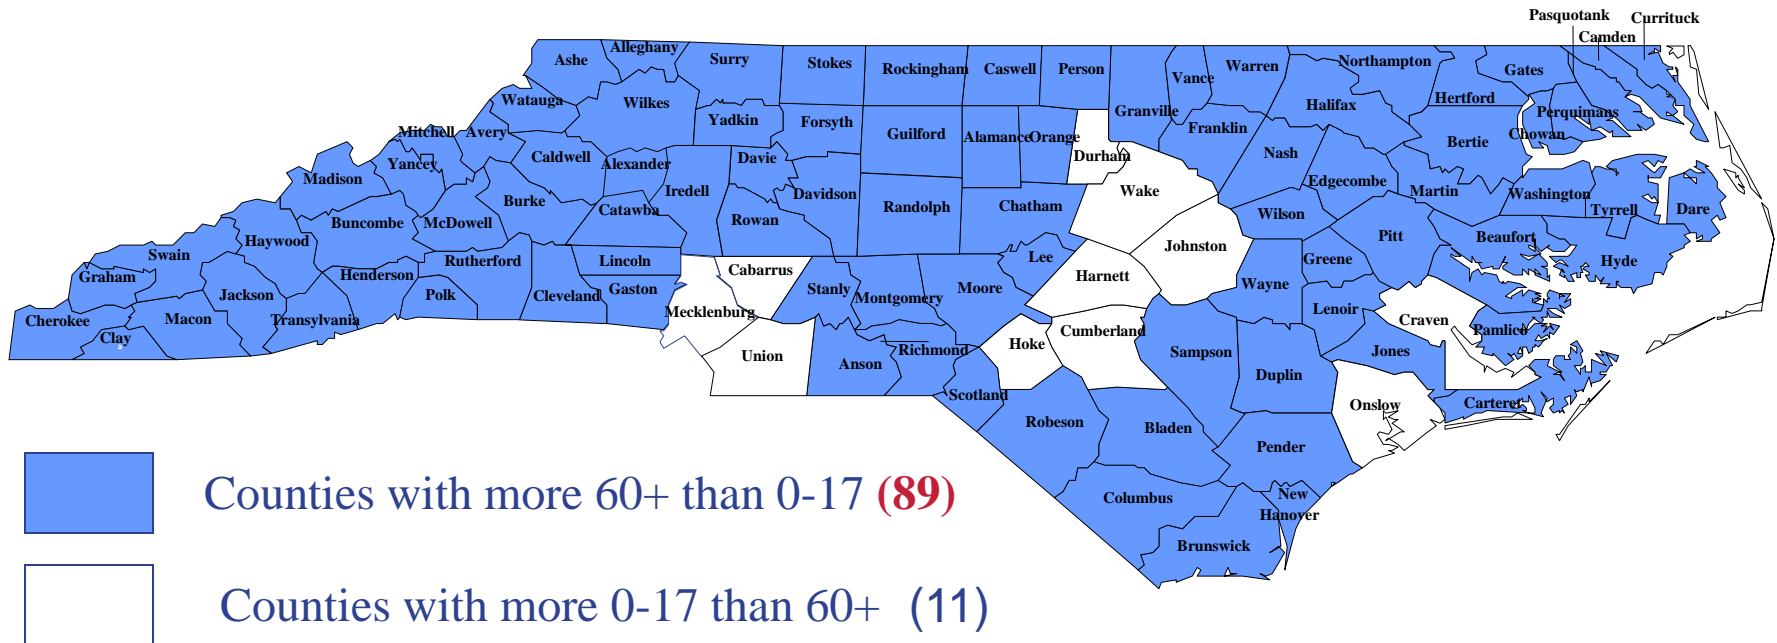 Pasquotank
Currituck
Camden
Alleghany
Ashe
Surry
Stokes
Rockingham
Caswell
Person
Vance
Warren
Northampton
Gates
Hertford
Watauga
Wilkes
Granville
Halifax
Perquimans
Mitchell
Avery
Yadkin
Forsyth
Guilford
Alamance
Orange
Franklin
Chowan
Bertie
Yancey
Caldwell
Alexander
Davie
Durham
Nash
Madison
Iredell
Davidson
Wake
Edgecombe
Martin
Washington
Burke
Catawba
Randolph
Chatham
Tyrrell
Dare
Buncombe
McDowell
Rowan
Wilson
Haywood
Pitt
Beaufort
Swain
Rutherford
Lincoln
Johnston
Lee
Greene
Hyde
Graham
Henderson
Cabarrus
Harnett
Jackson
Polk
Cleveland
Gaston
Stanly
Montgomery
Moore
Wayne
Cherokee
Macon
Transylvania
Mecklenburg
Lenoir
Clay
Cumberland
Craven
Pamlico
Union
Anson
Richmond
Hoke
Sampson
Jones
Duplin
Scotland
Onslow
Carteret
Robeson
Bladen
Pender
Columbus
New
Hanover
Brunswick
Counties with more 60+ than 0-17 (89)
Counties with more 0-17 than 60+ (11)